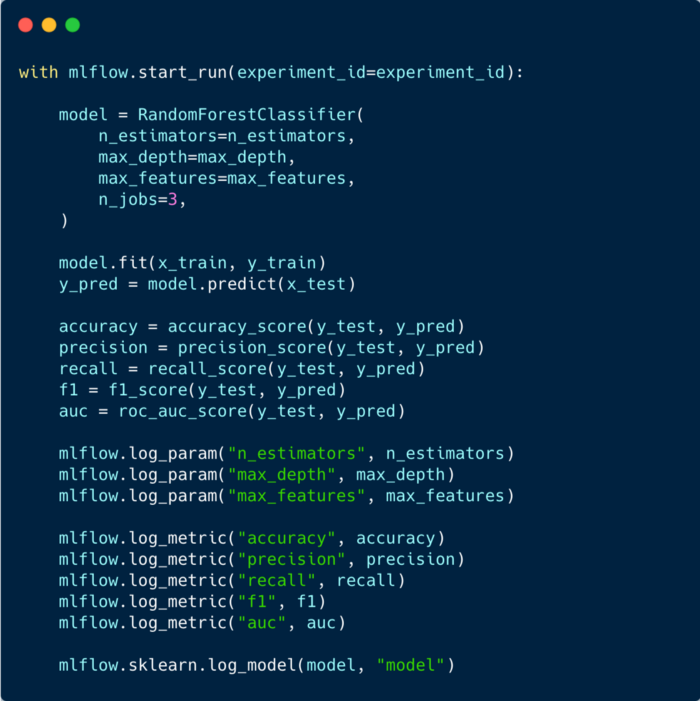 with mlflow.start_run(experiment_id=experiment_id):
model = RandomForestClassifier(
n_estimators=n_estimators,
max_depth=max_depth,
max_features=max_features,
n_jobs=3,
)
model.fit(x_train, y_train)
y_pred = model.predict(x_test)
accuracy = accuracy_score(y_test, y_pred)
precision = precision_score(y_test, y_pred)
recall = recall_score(y_test, y_pred)
f1 = f1_score(y_test, y_pred)
auc = roc_auc_score(y_test, y_pred)
mlflow.log_param("n_estimators", n_estimators)
mlflow.log_param("max_depth", max_depth)
mlflow.log_param("max_features", max_features)
mlflow.log_metric("accuracy", accuracy)
mlflow.log_metric("precision", precision)
mlflow.log_metric("recall", recall)
mlflow.log_metric("f1", f1)
mlflow.log_metric("auc", auc)
mlflow.sklearn.log_model(model, "model")